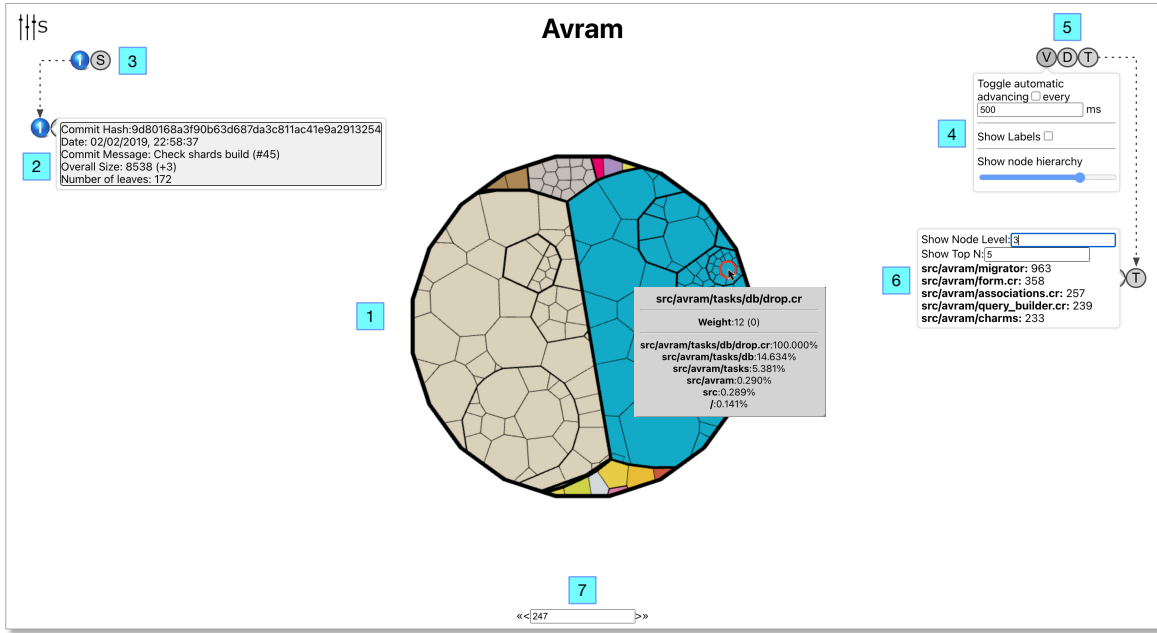 S
Avram
5
1 S
3
V D T
Toggle automatic
advancing every
500 ms
4
Show Labels
Show node hierarchy
1
Commit Hash:9d80168a3f90b63d687da3c811ac41e9a2913254
Date: 02/02/2019, 22:58:37
Commit Message: Check shards build (#45)
Overall Size: 8538 (+3)
Number of leaves: 172
2
Show Node Level: 3
Show Top N: 5
src/avram/migrator: 963
src/avram/form.cr: 358
src/avram/associations.cr: 257
src/avram/query_builder.cr: 239
src/avram/charms: 233
6
T
1
src/avram/tasks/db/drop.cr
Weight:12 (0)
src/avram/tasks/db/drop.cr:100.000%
src/avram/tasks/db:14.634%
src/avram/tasks:5.381%
src/avram:0.290%
src:0.289%
/:0.141%
7
«< 247 >»